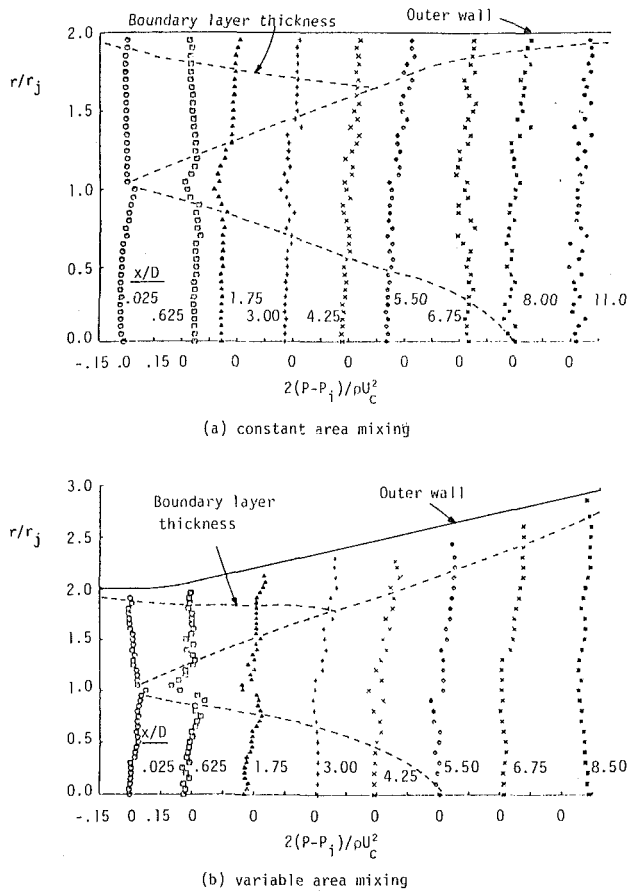 Boundary layer thickness
Outer wall
2.0
r/rj
1.5
1.0
0.5
x/D
.025 .625 1.75 3.00 4.25 5.50 6.75 8.00 11.0
0.0
-.15 .0 .15 0 0 0 0 0 0 0 0
2(P-Pi)/ρUc²
(a) constant area mixing
3.0
r/rj
Boundary layer
thickness
Outer wall
2.5
2.0
1.5
1.0
0.5
x/D
.025 .625 1.75 3.00 4.25 5.50 6.75 8.50
0.0
-.15 0 .15 0 0 0 0 0 0 0
2(P-Pi)/ρUc²
(b) variable area mixing